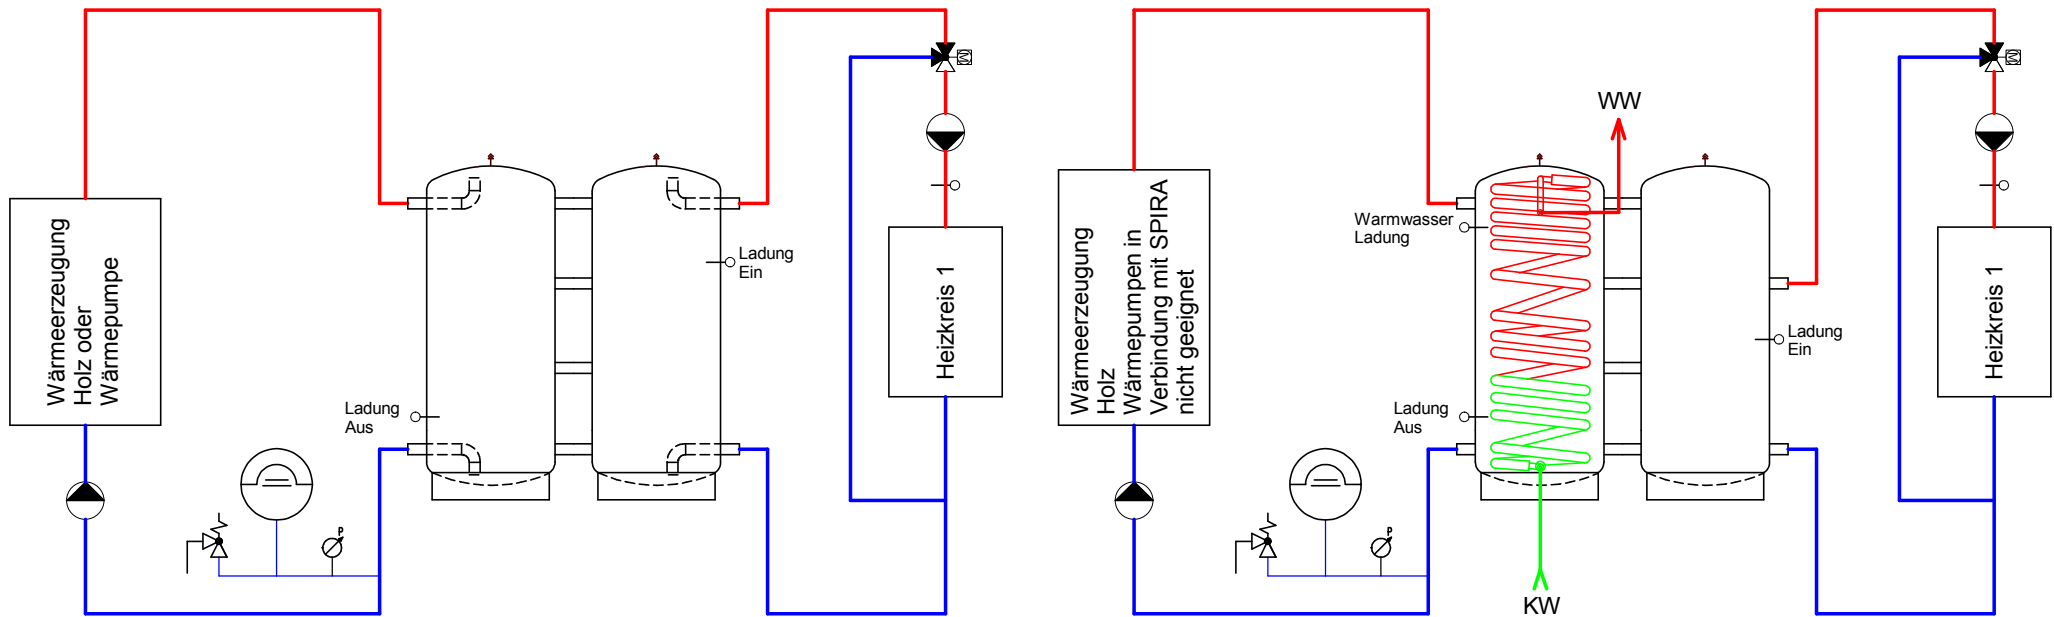 Wärmeerzeugung
Holz oder
Wärmepumpe
Ladung
Aus
P
Ladung
Ein
M
Heizkreis 1
Wärmeerzeugung
Holz
Wärmepumpen in
Verbindung mit SPIRA
nicht geeignet
WW
Warmwasser
Ladung
Ladung
Aus
P
KW
Ladung
Ein
M
Heizkreis 1